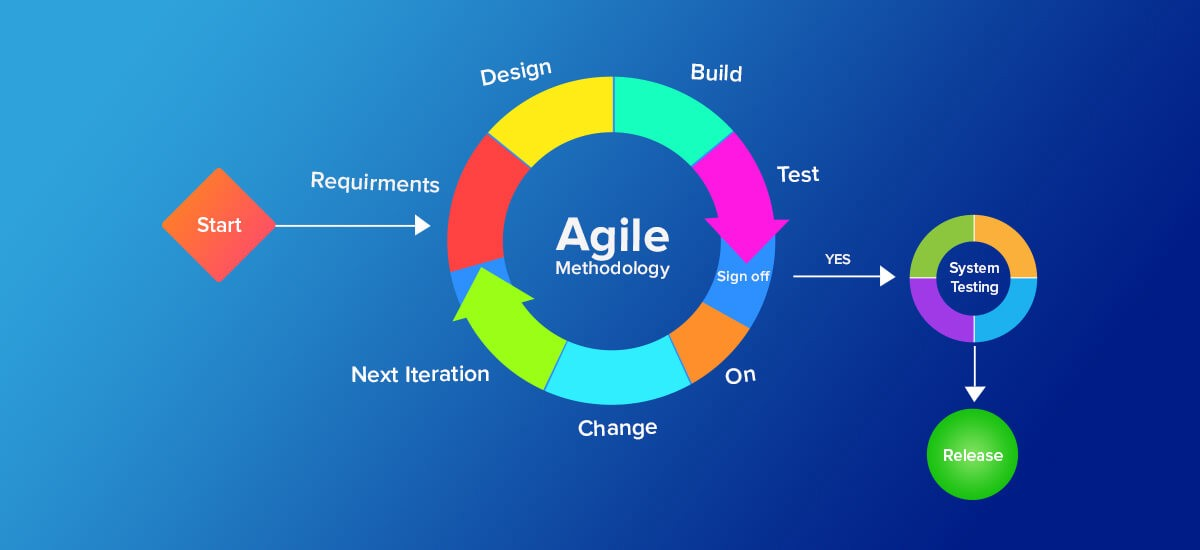 Design
Build
Requirments
Test
Start
Agile
Methodology
Sign off
YES
System
Testing
Next Iteration
On
Change
Release